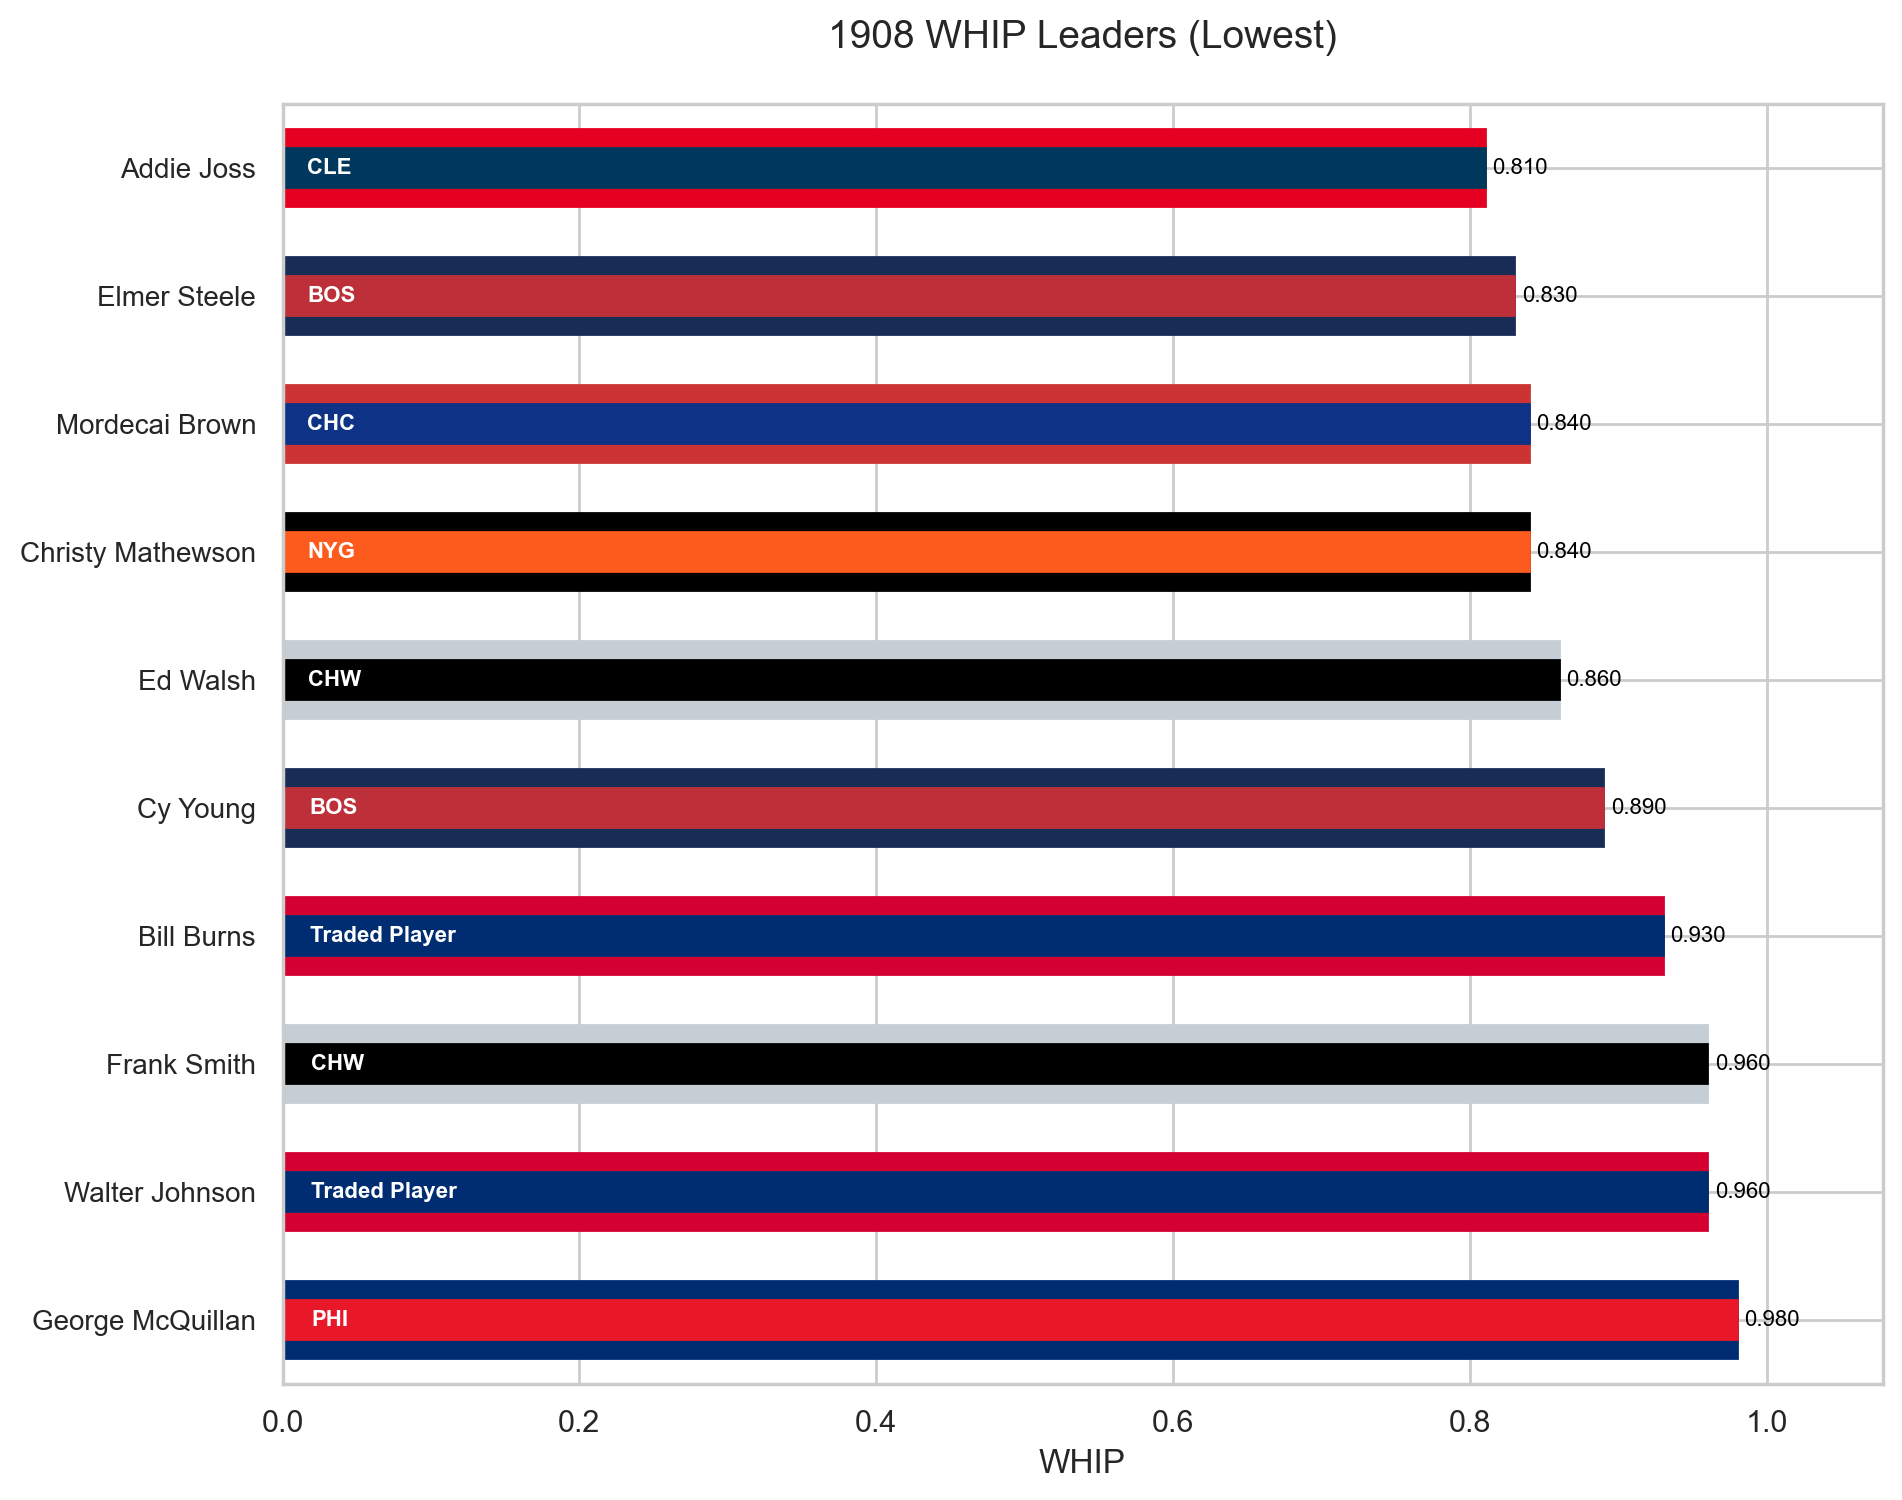 1908 WHIP Leaders (Lowest)
Addie Joss CLE 0.810
Elmer Steele BOS 0.830
Mordecai Brown CHC 0.840
Christy Mathewson NYG 0.840
Ed Walsh CHW 0.860
Cy Young BOS 0.890
Bill Burns Traded Player 0.930
Frank Smith CHW 0.960
Walter Johnson Traded Player 0.960
George McQuillan PHI 0.980
0.0 0.2 0.4 0.6 0.8 1.0
WHIP